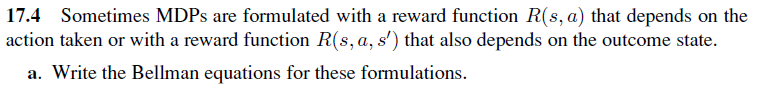 17.4 Sometimes MDPs are formulated with a reward function R(s, a) that depends on the
action taken or with a reward function R(s, a, s′) that also depends on the outcome state.
a. Write the Bellman equations for these formulations.